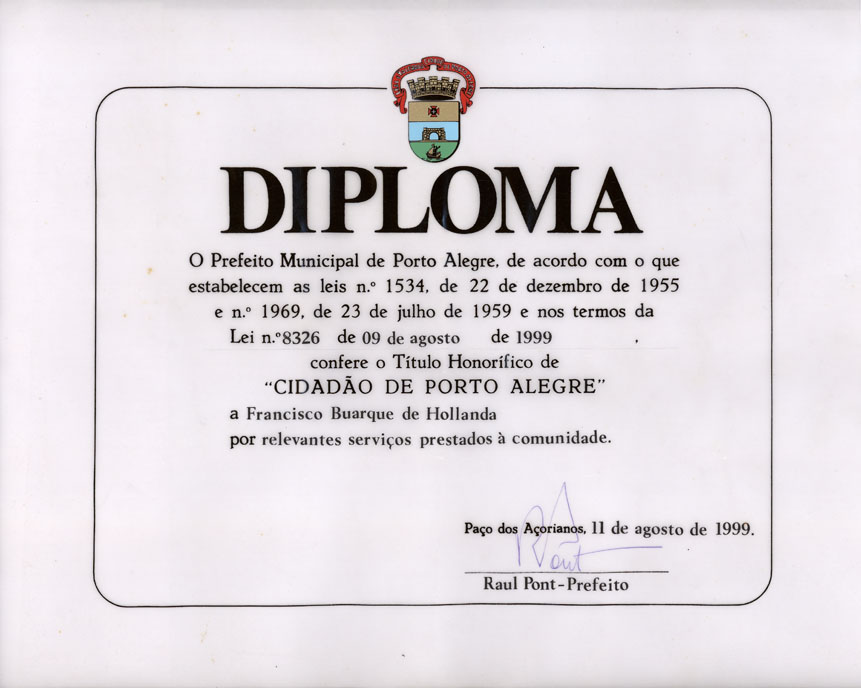 DIPLOMA
O Prefeito Municipal de Porto Alegre, de acordo com o que
estabelecem as leis n.º 1534, de 22 de dezembro de 1955
e n.º 1969, de 23 de julho de 1959 e nos termos da
Lei n.º 8326 de 09 de agosto de 1999 ,
confere o Título Honorífico de
“CIDADÃO DE PORTO ALEGRE”
a Francisco Buarque de Hollanda
por relevantes serviços prestados à comunidade.
Paço dos Açorianos, 11 de agosto de 1999.
R Pont
Raul Pont-Prefeito